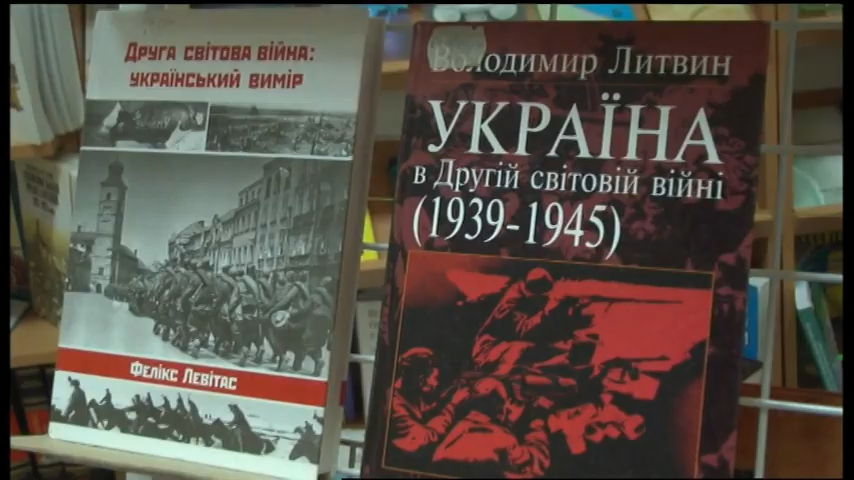 Друга світова війна:
український вимір
Фелікс Левітас
Володимир Литвин
УКРАЇНА
в Другій світовій війні
(1939-1945)